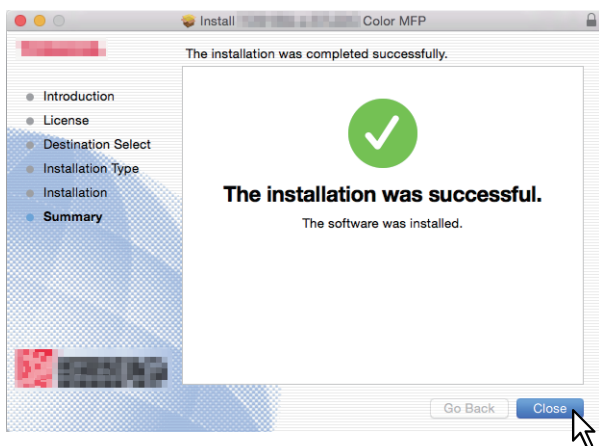 Install Color MFP
The installation was completed successfully.
Introduction
License
Destination Select
Installation Type
Installation
Summary
The installation was successful.
The software was installed.
Go Back
Close